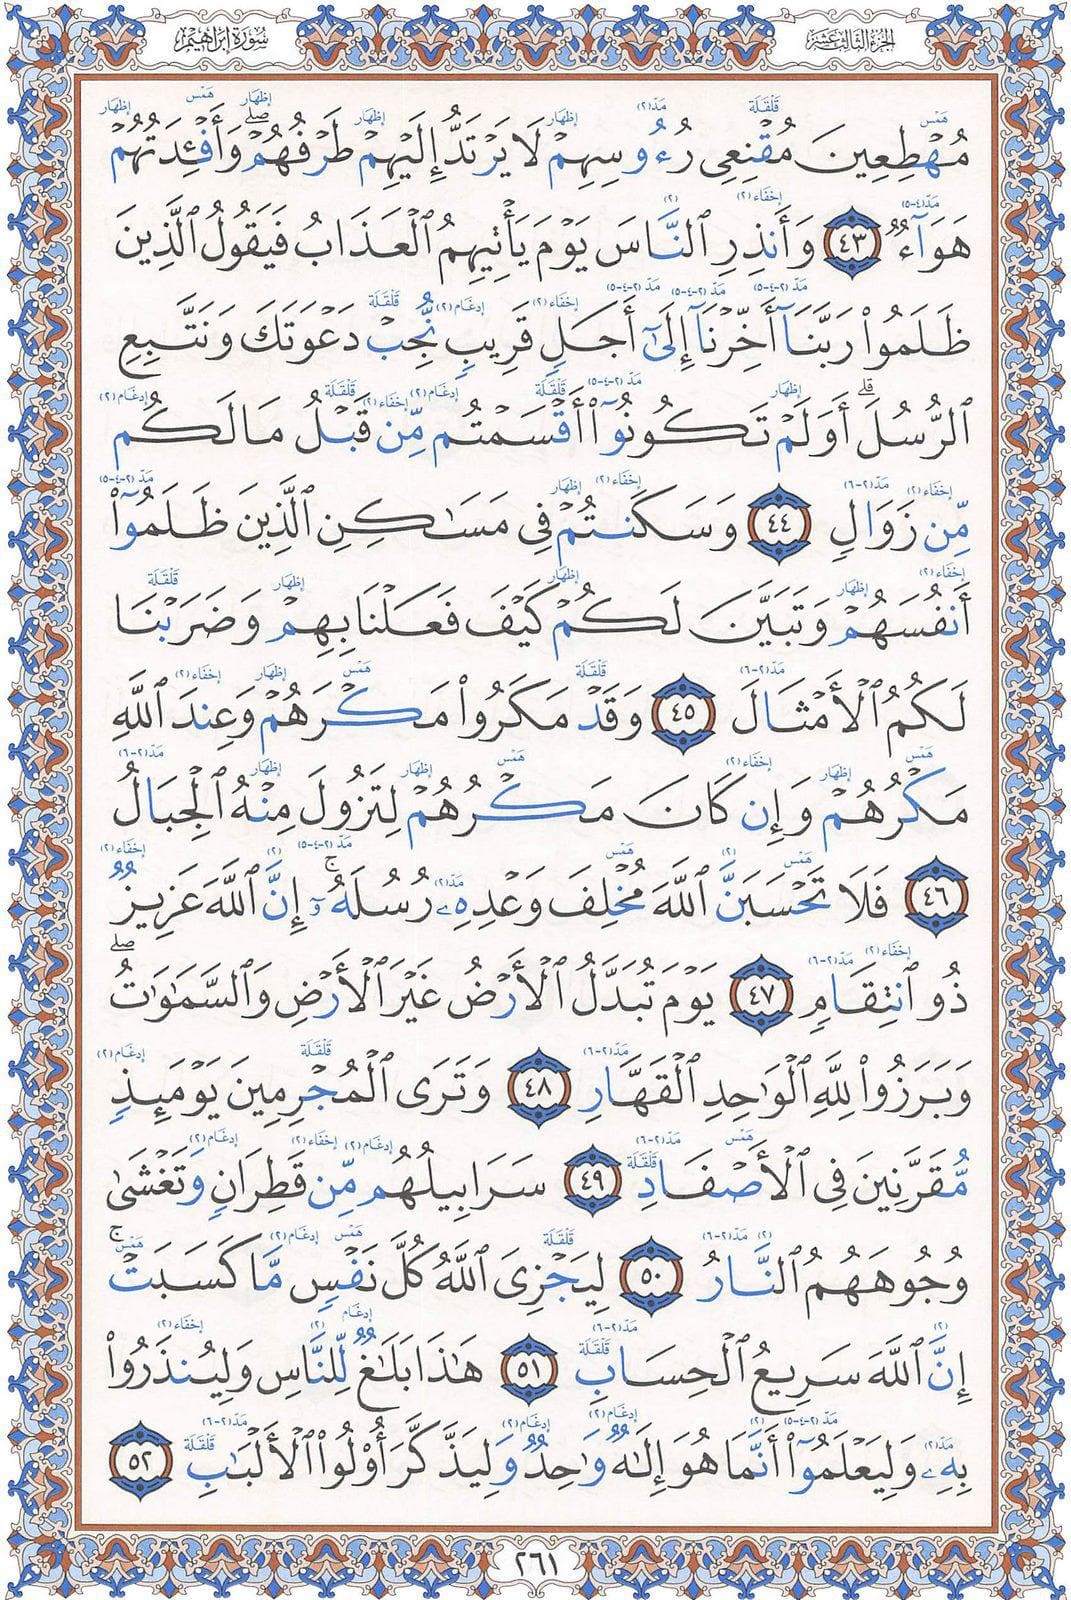 الجزء الثالث عشر
سورة إبراهيم
مُهۡطِعِينَ مُقۡنِعِي رُءُوسِهِمۡ لَا يَرۡتَدُّ إِلَيۡهِمۡ طَرۡفُهُمۡۖ وَأَفۡـِٔدَتُهُمۡ
هَوَآءٞ ٤٣ وَأَنذِرِ ٱلنَّاسَ يَوۡمَ يَأۡتِيهِمُ ٱلۡعَذَابُ فَيَقُولُ ٱلَّذِينَ
ظَلَمُواْ رَبَّنَآ أَخِّرۡنَآ إِلَىٰٓ أَجَلٖ قَرِيبٖ نُّجِبۡ دَعۡوَتَكَ وَنَتَّبِعِ
ٱلرُّسُلَۗ أَوَلَمۡ تَكُونُوٓاْ أَقۡسَمۡتُم مِّن قَبۡلُ مَا لَكُم
مِّن زَوَالٖ ٤٤ وَسَكَنتُمۡ فِي مَسَٰكِنِ ٱلَّذِينَ ظَلَمُوٓاْ
أَنفُسَهُمۡ وَتَبَيَّنَ لَكُمۡ كَيۡفَ فَعَلۡنَا بِهِمۡ وَضَرَبۡنَا
لَكُمُ ٱلۡأَمۡثَالَ ٤٥ وَقَدۡ مَكَرُواْ مَكۡرَهُمۡ وَعِندَ ٱللَّهِ
مَكۡرُهُمۡ وَإِن كَانَ مَكۡرُهُمۡ لِتَزُولَ مِنۡهُ ٱلۡجِبَالُ
٤٦ فَلَا تَحۡسَبَنَّ ٱللَّهَ مُخۡلِفَ وَعۡدِهِۦ رُسُلَهُۥٓۚ إِنَّ ٱللَّهَ عَزِيزٞ
ذُو ٱنتِقَامٖ ٤٧ يَوۡمَ تُبَدَّلُ ٱلۡأَرۡضُ غَيۡرَ ٱلۡأَرۡضِ وَٱلسَّمَٰوَٰتُۖ
وَبَرَزُواْ لِلَّهِ ٱلۡوَٰحِدِ ٱلۡقَهَّارِ ٤٨ وَتَرَى ٱلۡمُجۡرِمِينَ يَوۡمَئِذٖ
مُّقَرَّنِينَ فِي ٱلۡأَصۡفَادِ ٤٩ سَرَابِيلُهُم مِّن قَطِرَانٖ وَتَغۡشَىٰ
وُجُوهَهُمُ ٱلنَّارُ ٥٠ لِيَجۡزِيَ ٱللَّهُ كُلَّ نَفۡسٖ مَّا كَسَبَتۡۚ
إِنَّ ٱللَّهَ سَرِيعُ ٱلۡحِسَابِ ٥١ هَٰذَا بَلَٰغٞ لِّلنَّاسِ وَلِيُنذَرُواْ
بِهِۦ وَلِيَعۡلَمُوٓاْ أَنَّمَا هُوَ إِلَٰهٞ وَٰحِدٞ وَلِيَذَّكَّرَ أُوْلُواْ ٱلۡأَلۡبَٰبِ ٥٢
٢٦١